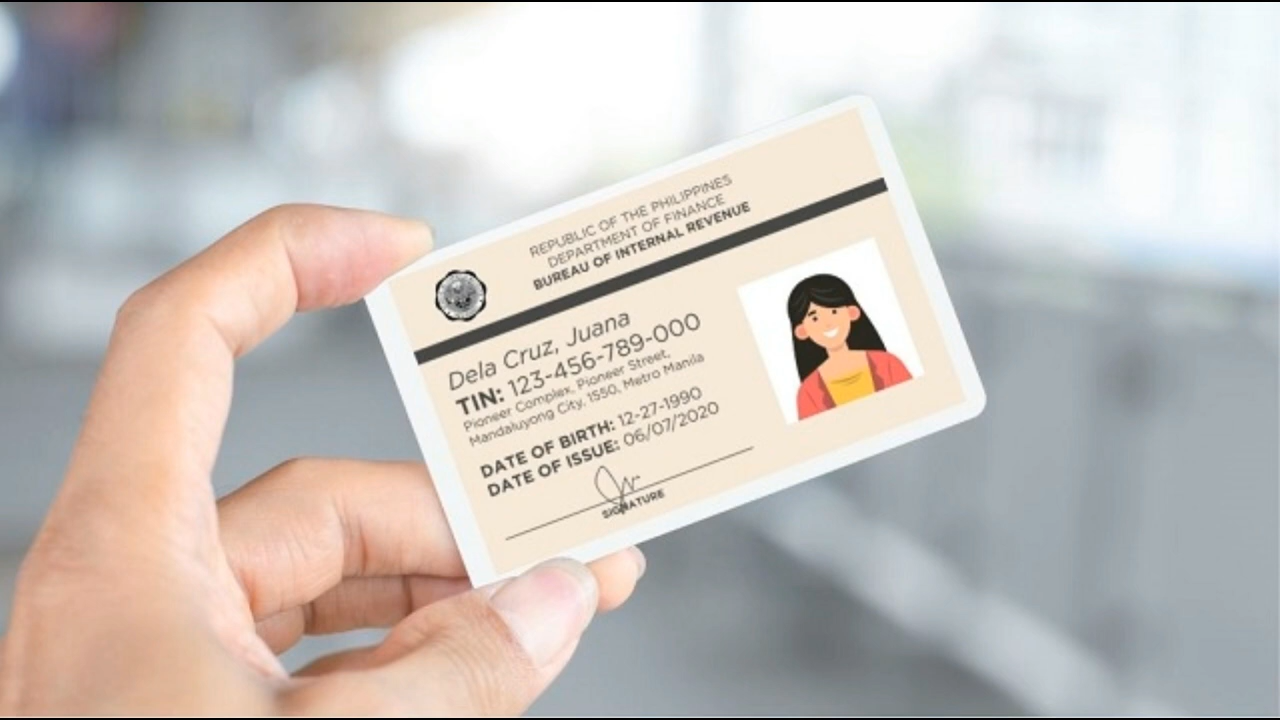 REPUBLIC OF THE PHILIPPINES
DEPARTMENT OF FINANCE
BUREAU OF INTERNAL REVENUE
Dela Cruz, Juana
TIN: 123-456-789-000
Pioneer Complex, Pioneer Street,
Mandaluyong City, 1550, Metro Manila
DATE OF BIRTH: 12-27-1990
DATE OF ISSUE: 06/07/2020
SIGNATURE